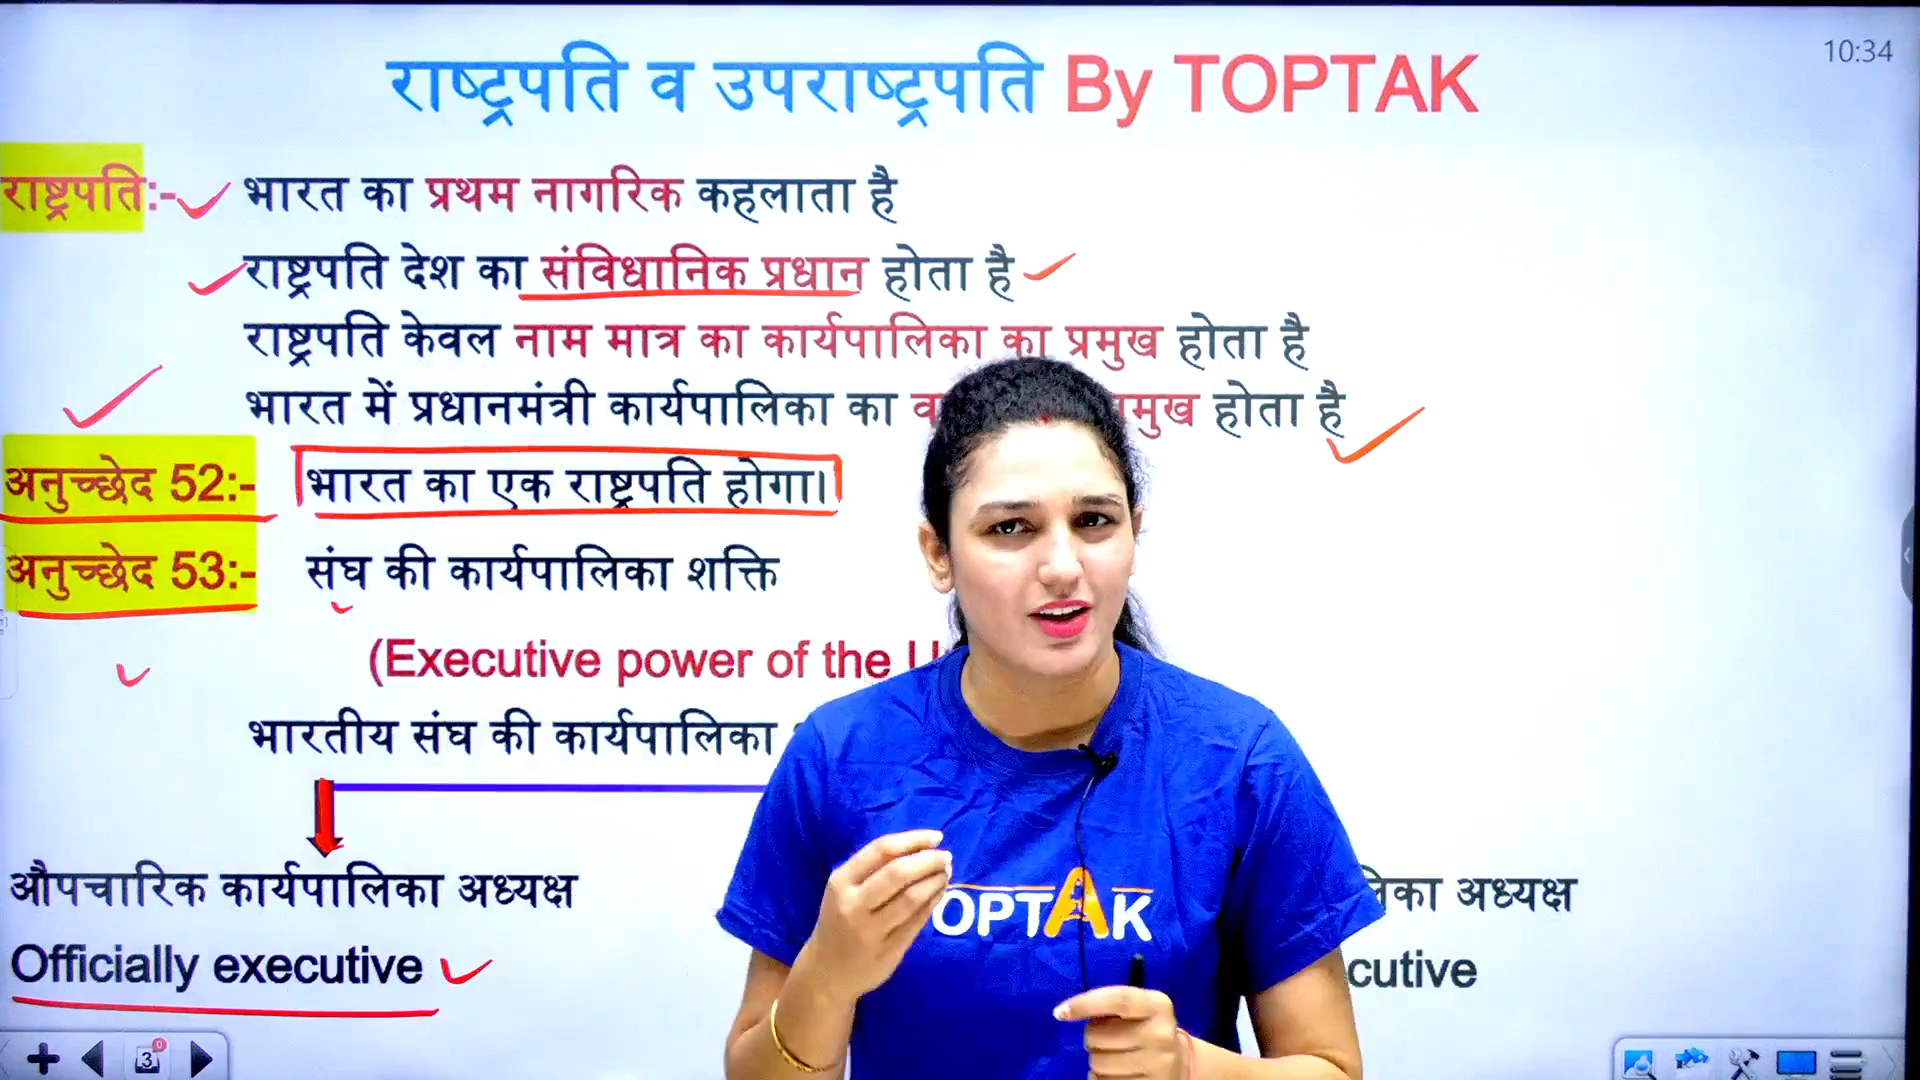 राष्ट्रपति व उपराष्ट्रपति By TOPTAK
10:34
राष्ट्रपति:- भारत का प्रथम नागरिक कहलाता है
राष्ट्रपति देश का संविधानिक प्रधान होता है
राष्ट्रपति केवल नाम मात्र का कार्यपालिका का प्रमुख होता है
भारत में प्रधानमंत्री कार्यपालिका का होता है
अनुच्छेद 52:- भारत का एक राष्ट्रपति होगा।
अनुच्छेद 53:- संघ की कार्यपालिका शक्ति
(Executive power of the
भारतीय संघ की कार्यपालिका
औपचारिक कार्यपालिका अध्यक्ष
अध्यक्ष
Officially executive
OPTAK
3
0